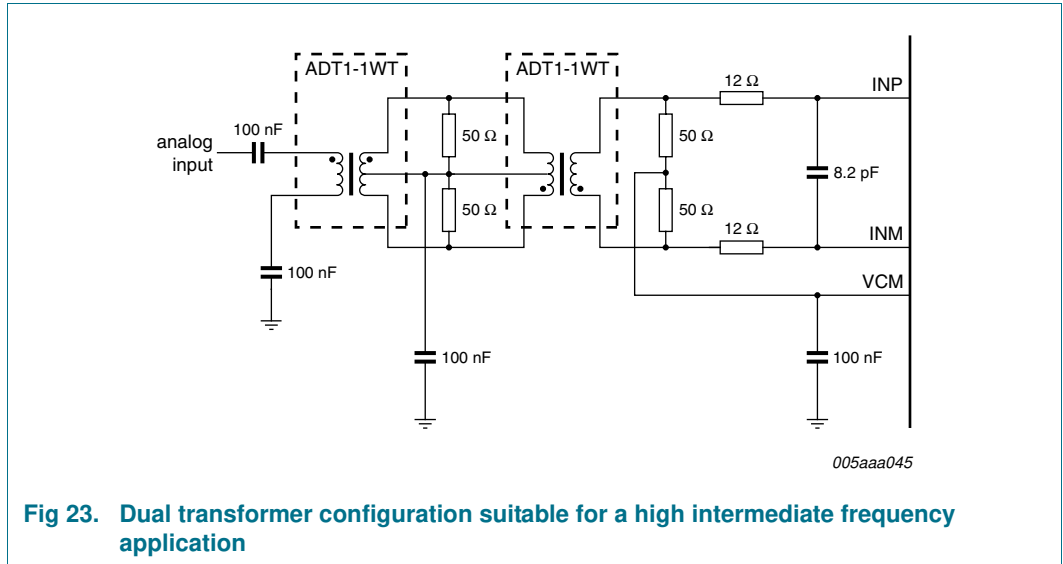 ADT1-1WT
ADT1-1WT
12 Ω
INP
100 nF
analog
input
50 Ω
50 Ω
8.2 pF
50 Ω
50 Ω
12 Ω
INM
100 nF
VCM
100 nF
100 nF
005aaa045
Fig 23. Dual transformer configuration suitable for a high intermediate frequency
application